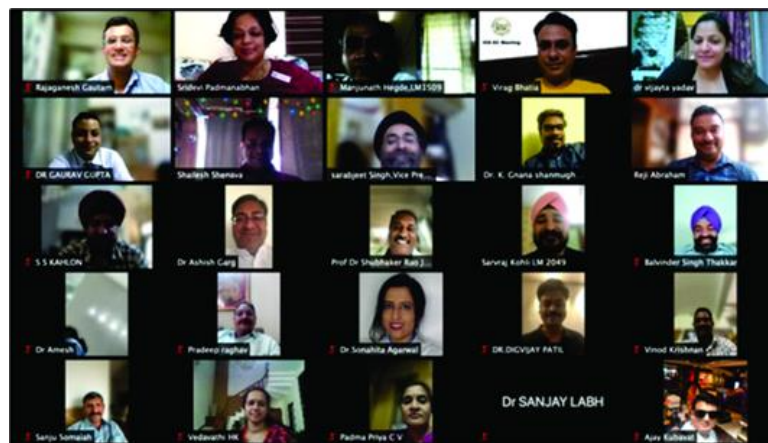 Rajaganesh Gautam
Sridevi Padmanabhan
Manjunath Hegde,LM1509
Virag Bhatia
dr vijayta yadav
DR GAURAV GUPTA
Shailesh Shenava
sarabjeet Singh,Vice Pre...
Dr. K. Gnana shanmugh
Reji Abraham
S S KAHLON
Dr Ashish Garg
Prof Dr Shubhaker Rao J...
Sarvraj Kohli LM 2049
Balvinder Singh Thakkar
Dr Amesh
Pradeep raghav
Dr.Sonahita Agarwal
DR.DIGVIJAY PATIL
Vinod Krishnan
Sanju Somaiah
Vedavathi HK
Padma Priya C V
Dr SANJAY LABH
Ajay Kubavat